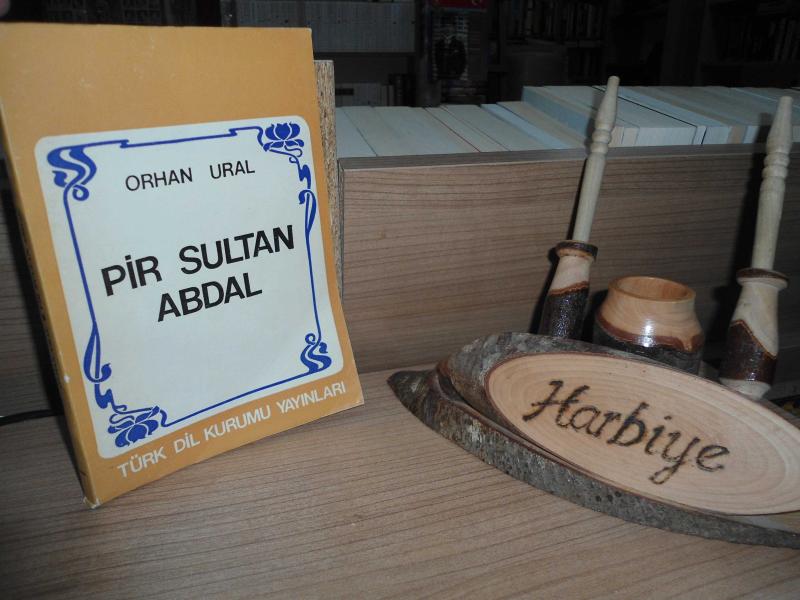 ORHAN URAL
PİR SULTAN
ABDAL
TÜRK DİL KURUMU YAYINLARI
Harbiye